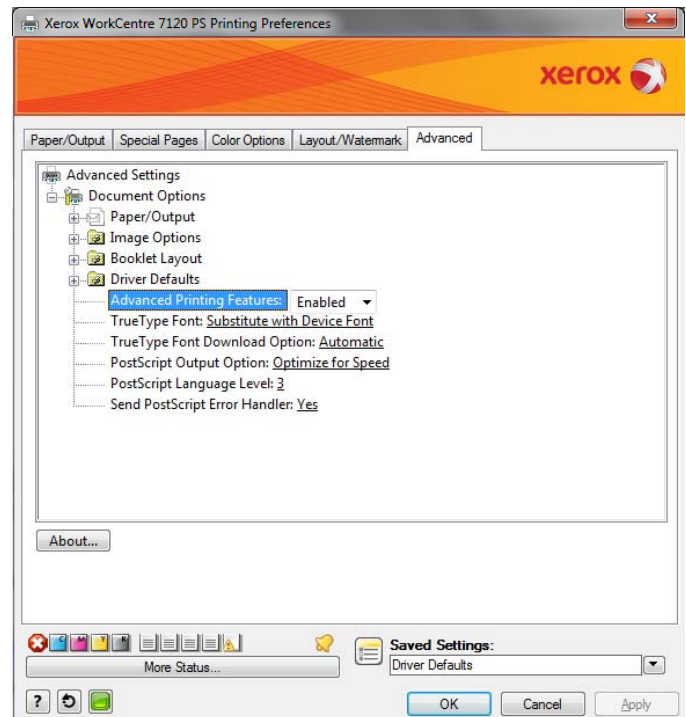 Xerox WorkCentre 7120 PS Printing Preferences
xerox
Paper/Output Special Pages Color Options Layout/Watermark Advanced
Advanced Settings
Document Options
Paper/Output
Image Options
Booklet Layout
Driver Defaults
Advanced Printing Features: Enabled
TrueType Font: Substitute with Device Font
TrueType Font Download Option: Automatic
PostScript Output Option: Optimize for Speed
PostScript Language Level: 3
Send PostScript Error Handler: Yes
About...
C M Y K
Saved Settings:
More Status... Driver Defaults
? OK Cancel Apply